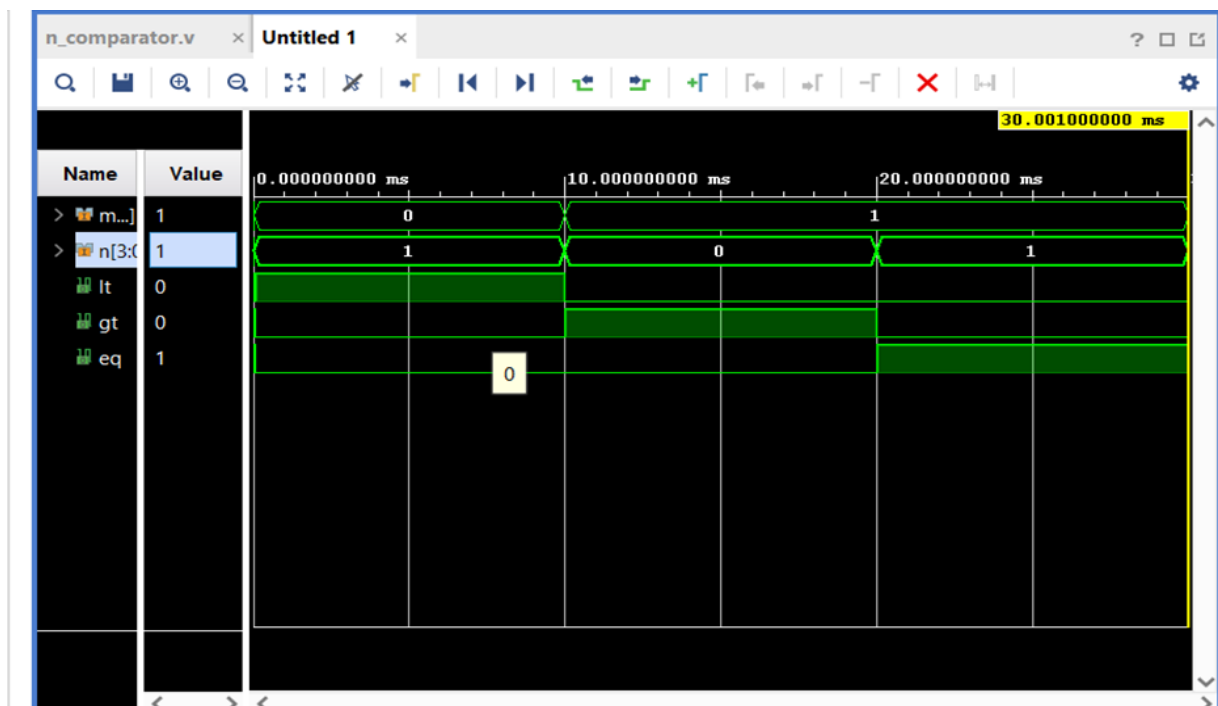 n_comparator.v × Untitled 1 × ?
30.001000000 ms
Name Value 0.000000000 ms 10.000000000 ms 20.000000000 ms
> m...] 1 0 1
> n[3:0 1 1 0 1
lt 0
gt 0
eq 1
0